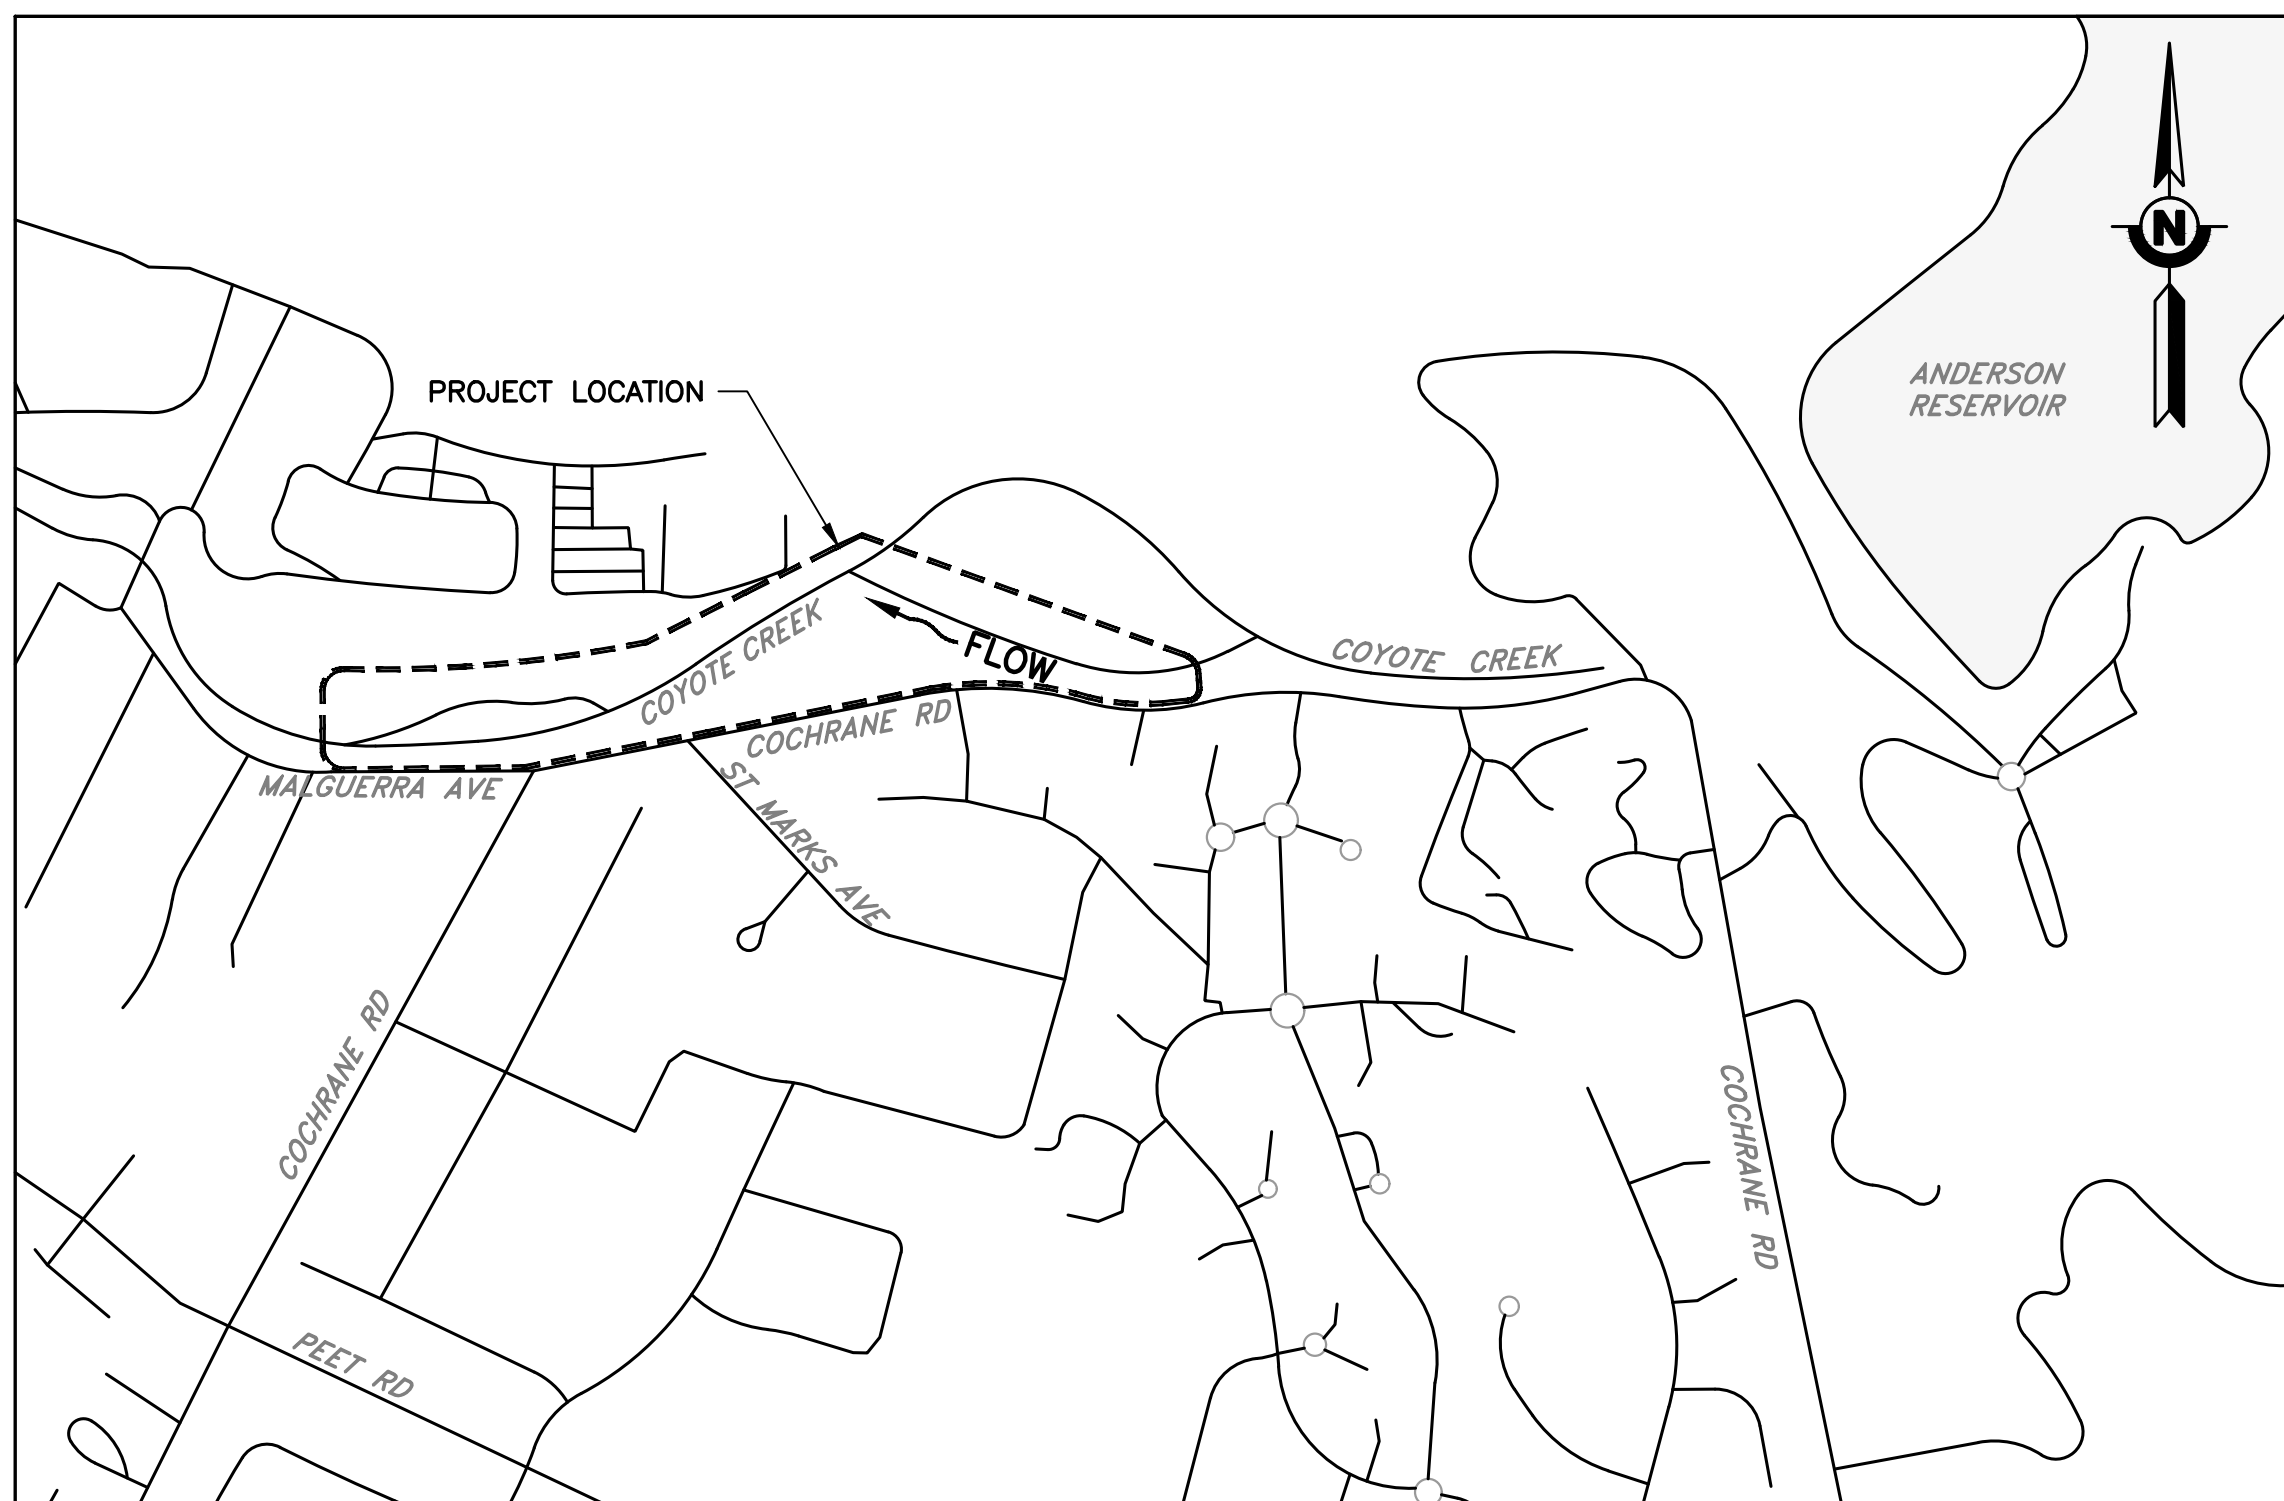 N
ANDERSON
RESERVOIR
PROJECT LOCATION
COYOTE CREEK
FLOW
COYOTE CREEK
COCHRANE RD
MALGUERRA AVE
ST MARKS AVE
COCHRANE RD
COCHRANE RD
PEET RD